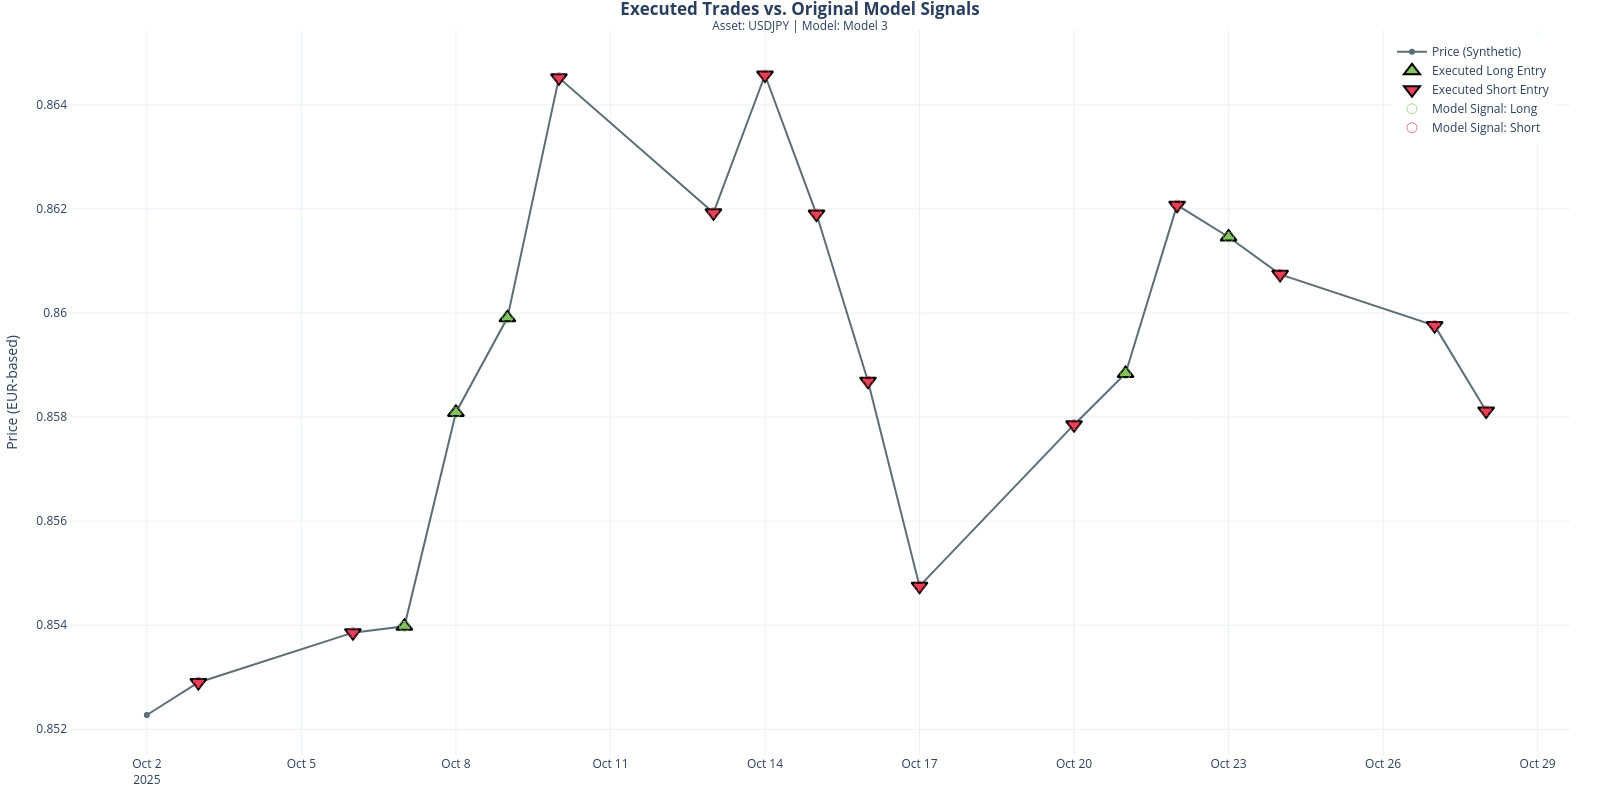 Executed Trades vs. Original Model Signals
Asset: USDJPY | Model: Model 3
Price (Synthetic)
Executed Long Entry
Executed Short Entry
Model Signal: Long
Model Signal: Short
Price (EUR-based)
0.864
0.862
0.86
0.858
0.856
0.854
0.852
Oct 2 Oct 5 Oct 8 Oct 11 Oct 14 Oct 17 Oct 20 Oct 23 Oct 26 Oct 29
2025